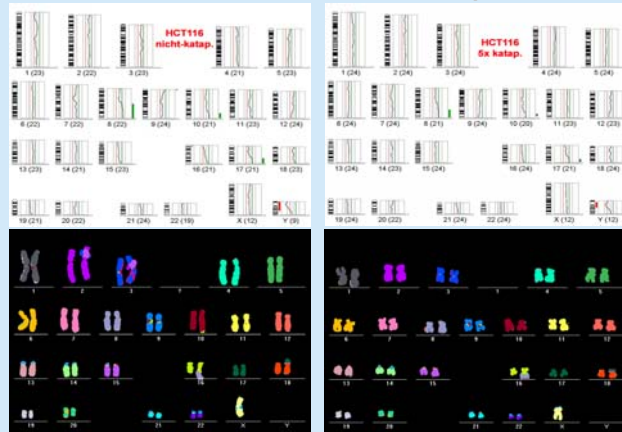 HCT116
nicht-katap.
1 (23) 2 (22) 3 (23) 4 (21) 5 (23)
6 (22) 7 (22) 8 (22) 9 (24) 10 (21) 11 (23) 12 (24)
13 (23) 14 (21) 15 (23) 16 (21) 17 (21) 18 (23)
19 (21) 20 (22) 21 (24) 22 (19) X (12) Y (9)
HCT116
5x katap.
1 (24) 2 (24) 3 (24) 4 (24) 5 (24)
6 (24) 7 (24) 8 (21) 9 (24) 10 (20) 11 (23) 12 (23)
13 (24) 14 (23) 15 (24) 16 (24) 17 (21) 18 (24)
19 (24) 20 (22) 21 (24) 22 (24) X (12) Y (12)
1 2 3 Y 4 5
6 7 8 9 10 11 12
13 14 15 16 17 18
19 20 21 22 X Y
1 2 3 Y 4 5
6 7 8 9 10 11 12
13 14 15 16 17 18
19 20 21 22 X Y